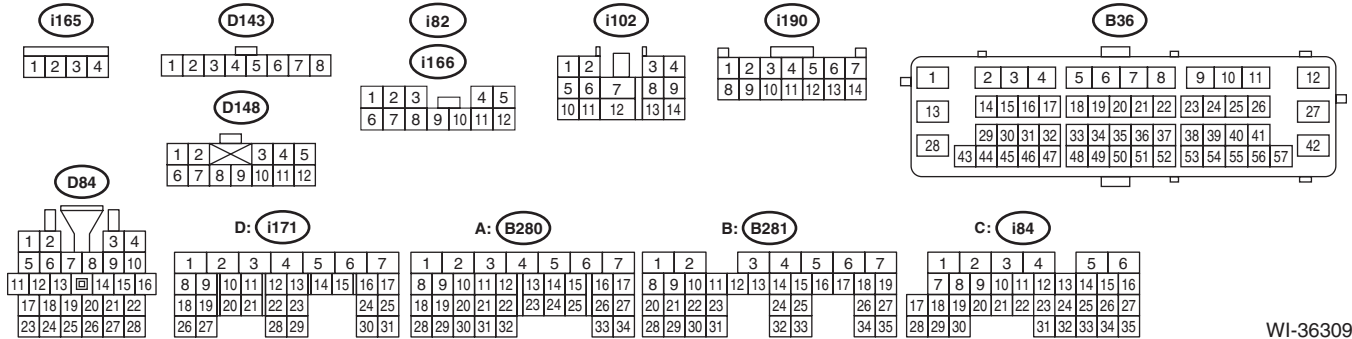 i165 D143 i82 i102 i190 B36
i166
1 2 3 4
1 2 3 4 5 6 7 8
D148
1 2 3 4 5
6 7 8 9 10 11 12
1 2 3 4 5
6 7 8 9 10 11 12
1 2 3 4
5 6 7 8 9
10 11 12 13 14
1 2 3 4 5 6 7
8 9 10 11 12 13 14
1 2 3 4 5 6 7 8 9 10 11 12
13 14 15 16 17 18 19 20 21 22 23 24 25 26 27
28 29 30 31 32 33 34 35 36 37 38 39 40 41 42
43 44 45 46 47 48 49 50 51 52 53 54 55 56 57
D84
1 2 3 4
5 6 7 8 9 10
11 12 13 14 15 16
17 18 19 20 21 22
23 24 25 26 27 28
D: i171
1 2 3 4 5 6 7
8 9 10 11 12 13 14 15 16 17
18 19 20 21 22 23 24 25
26 27 28 29 30 31
A: B280
1 2 3 4 5 6 7
8 9 10 11 12 13 14 15 16 17
18 19 20 21 22 23 24 25 26 27
28 29 30 31 32 33 34
B: B281
1 2 3 4 5 6 7
8 9 10 11 12 13 14 15 16 17 18 19
20 21 22 23 24 25 26 27
28 29 30 31 32 33 34 35
C: i84
1 2 3 4 5 6
7 8 9 10 11 12 13 14 15 16
17 18 19 20 21 22 23 24 25 26 27
28 29 30 31 32 33 34 35
WI-36309